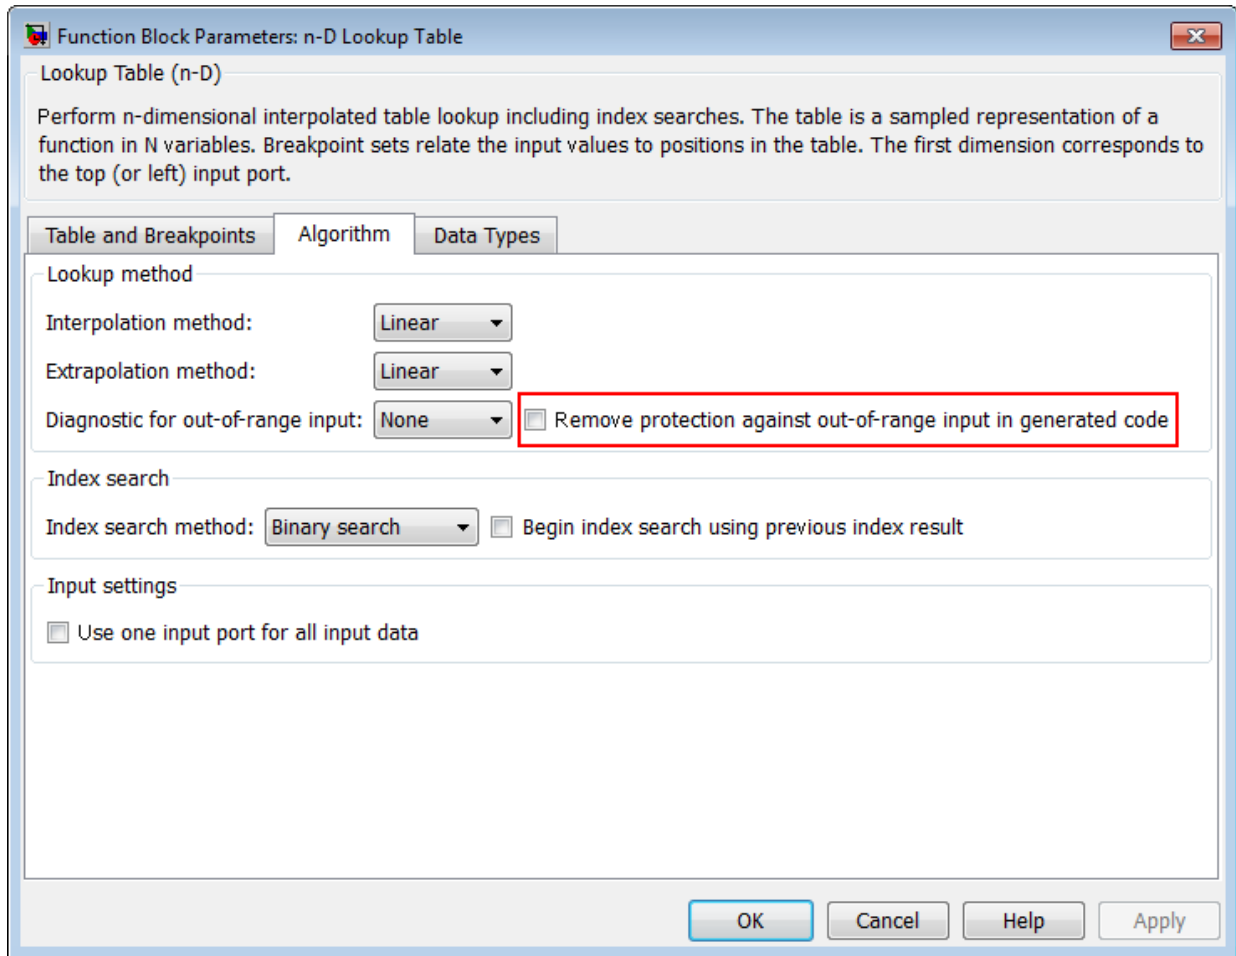 Function Block Parameters: n-D Lookup Table
Lookup Table (n-D)
Perform n-dimensional interpolated table lookup including index searches. The table is a sampled representation of a
function in N variables. Breakpoint sets relate the input values to positions in the table. The first dimension corresponds to
the top (or left) input port.
Table and Breakpoints Algorithm Data Types
Lookup method
Interpolation method: Linear
Extrapolation method: Linear
Diagnostic for out-of-range input: None Remove protection against out-of-range input in generated code
Index search
Index search method: Binary search Begin index search using previous index result
Input settings
Use one input port for all input data
OK Cancel Help Apply